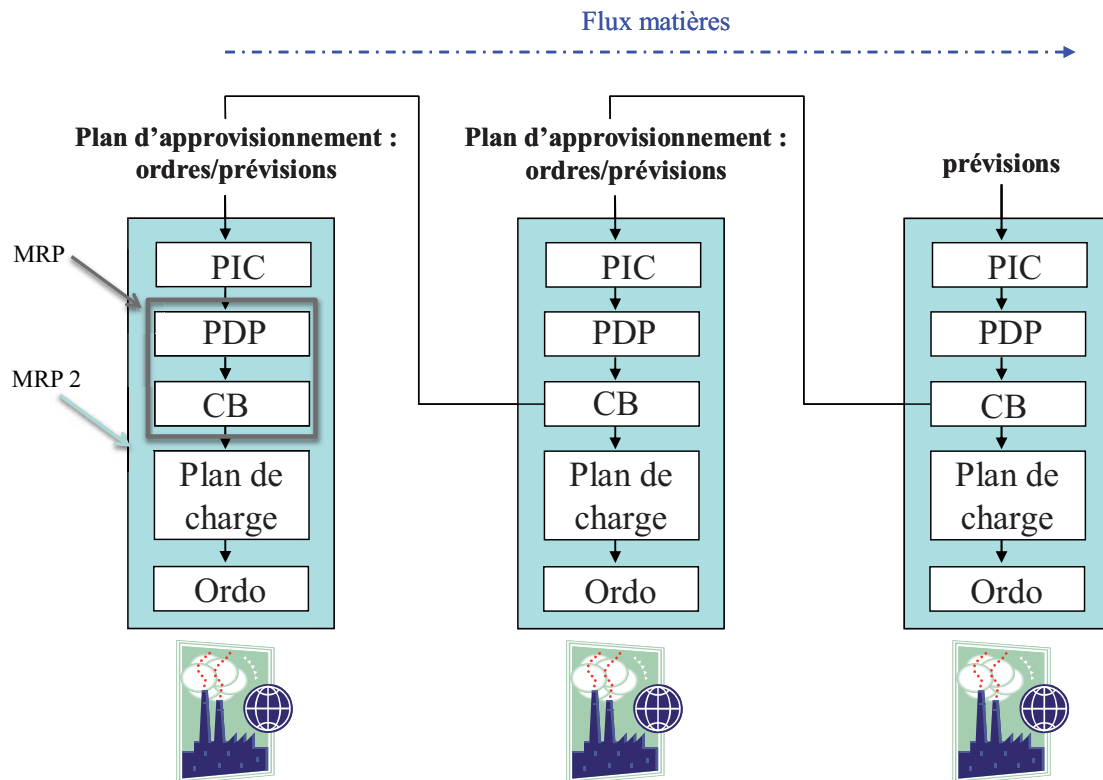 Flux matières
Plan d'approvisionnement :
ordres/prévisions
Plan d'approvisionnement :
ordres/prévisions
prévisions
MRP
MRP 2
PIC
PDP
CB
Plan de
charge
Ordo
PIC
PDP
CB
Plan de
charge
Ordo
PIC
PDP
CB
Plan de
charge
Ordo